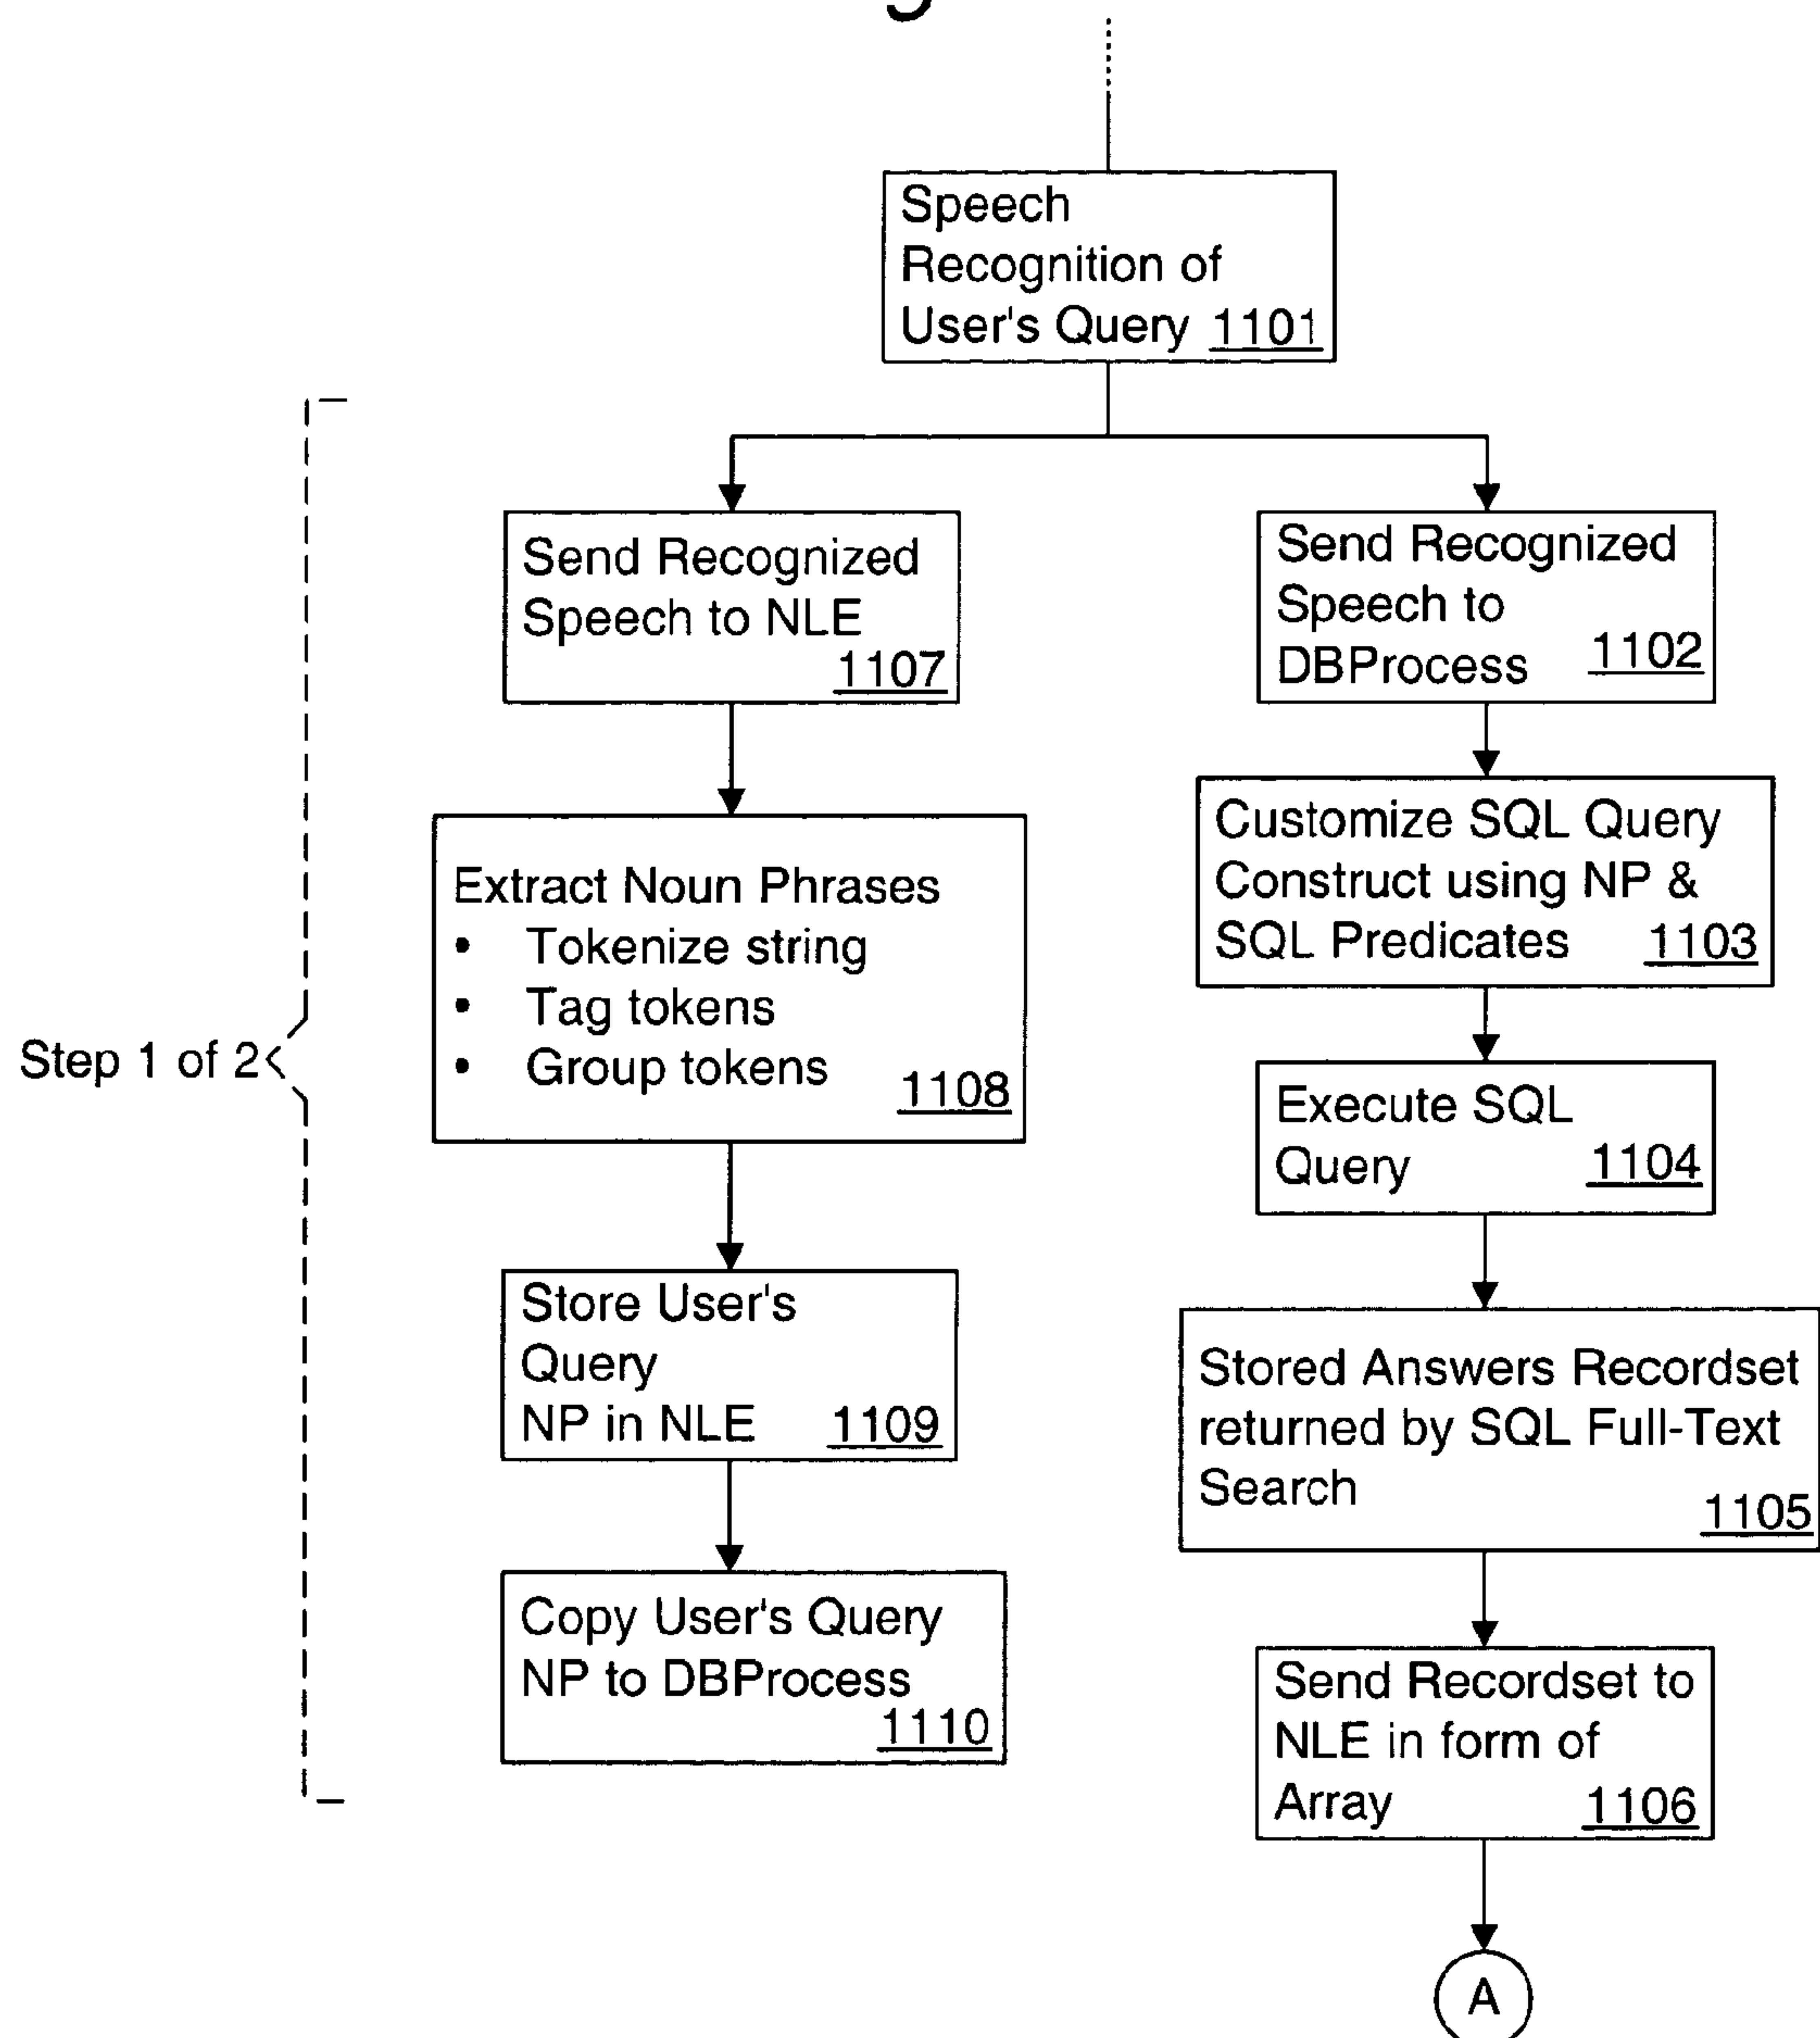 Speech
Recognition of
User's Query 1101
Send Recognized
Speech to NLE
1107
Send Recognized
Speech to
DBProcess 1102
Extract Noun Phrases
• Tokenize string
• Tag tokens
• Group tokens
1108
Customize SQL Query
Construct using NP &
SQL Predicates 1103
Step 1 of 2
Execute SQL
Query 1104
Store User's
Query
NP in NLE 1109
Stored Answers Recordset
returned by SQL Full-Text
Search
1105
Copy User's Query
NP to DBProcess
1110
Send Recordset to
NLE in form of
Array 1106
A